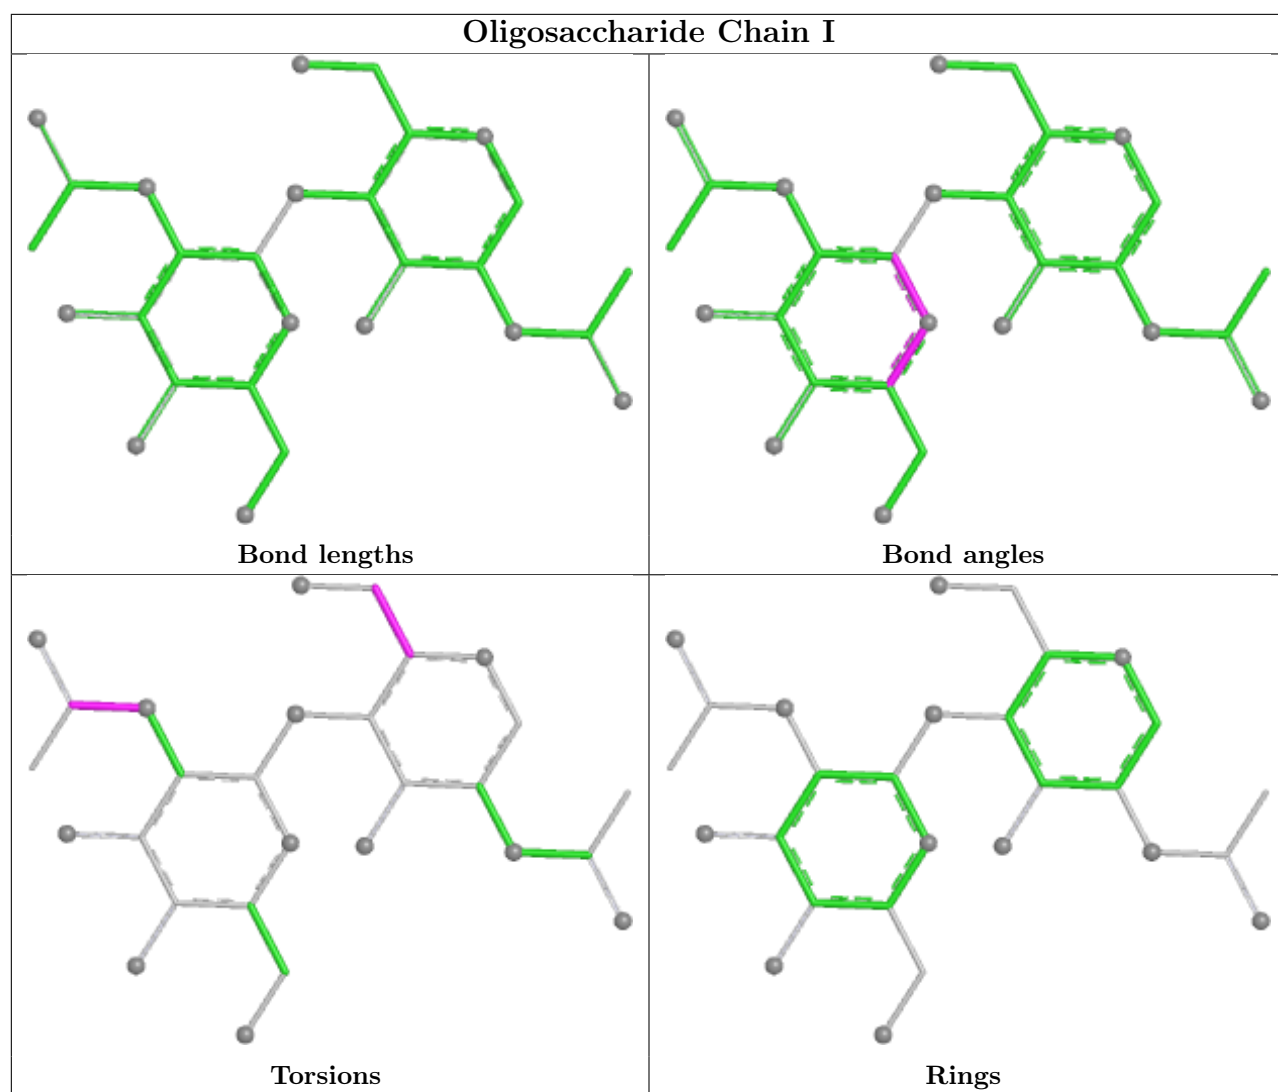 Oligosaccharide Chain I
Bond lengths
Bond angles
Torsions
Rings